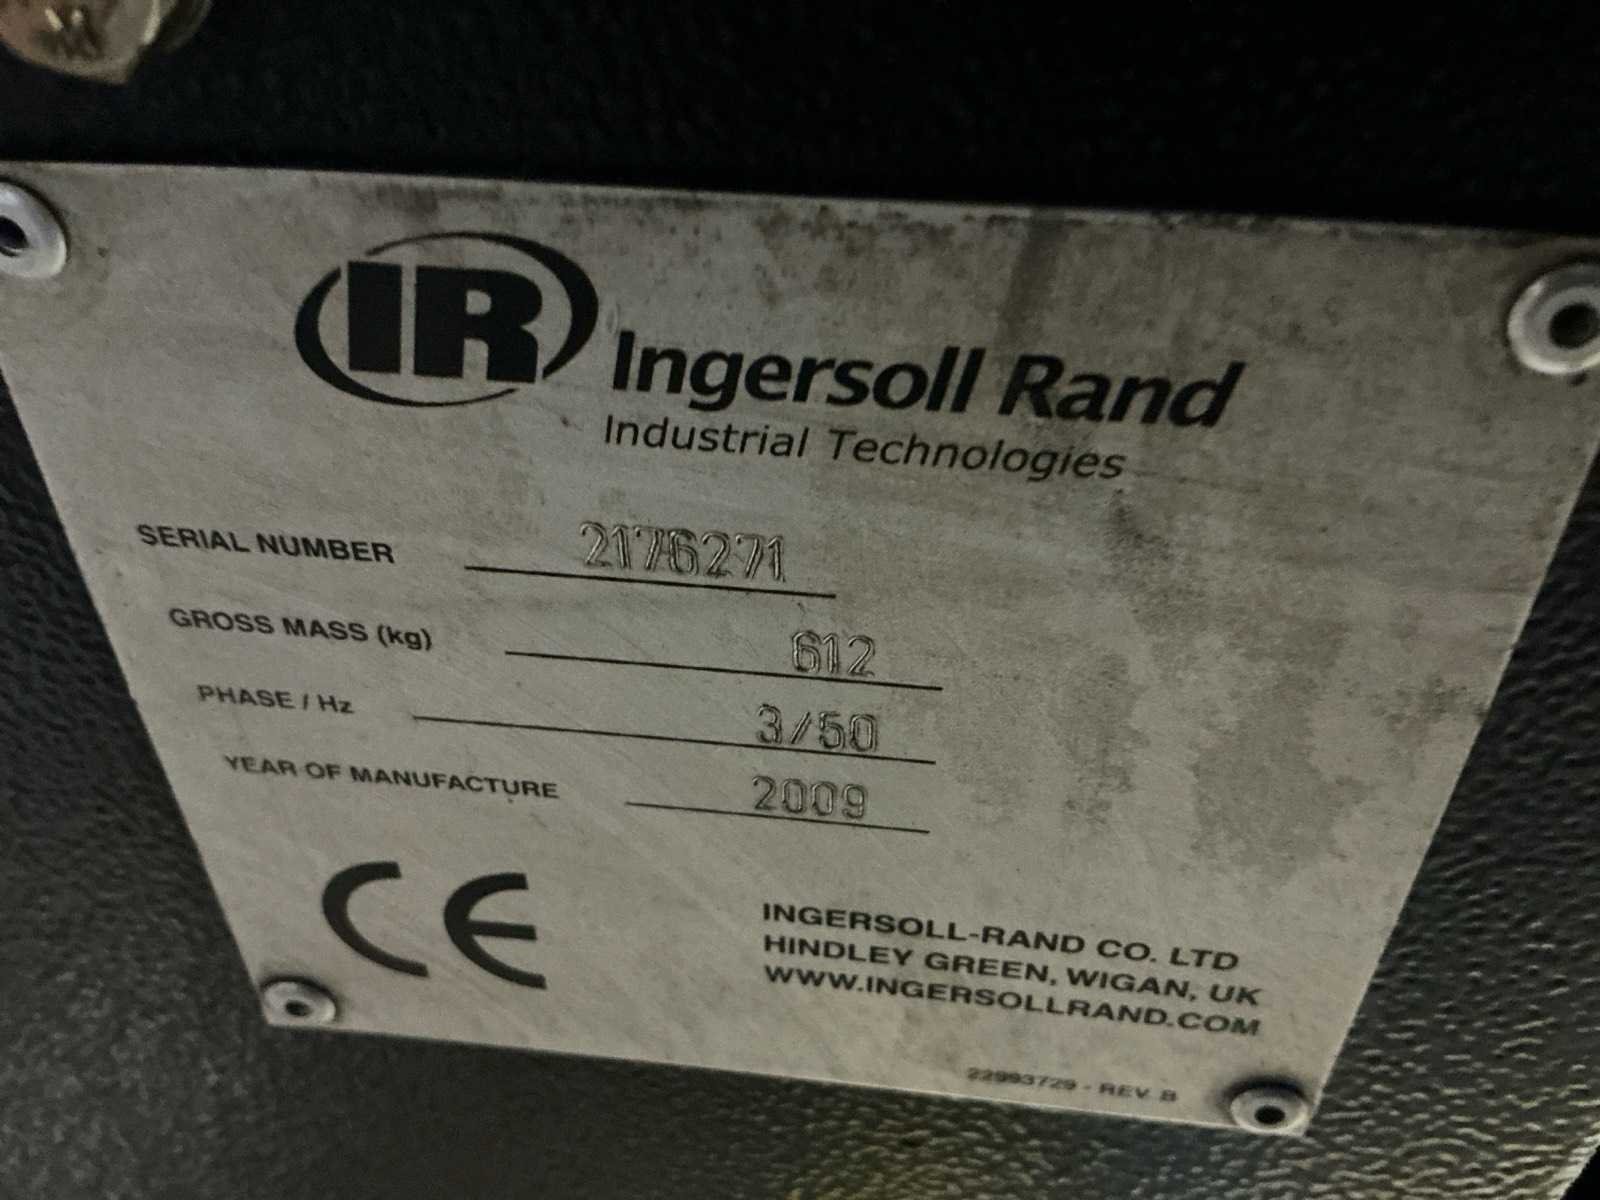 IR Ingersoll Rand
Industrial Technologies
SERIAL NUMBER 2176271
GROSS MASS (kg) 612
PHASE / Hz 3/50
YEAR OF MANUFACTURE 2009
CE
INGERSOLL-RAND CO. LTD
HINDLEY GREEN, WIGAN, UK
WWW.INGERSOLLRAND.COM
22993729 - REV B